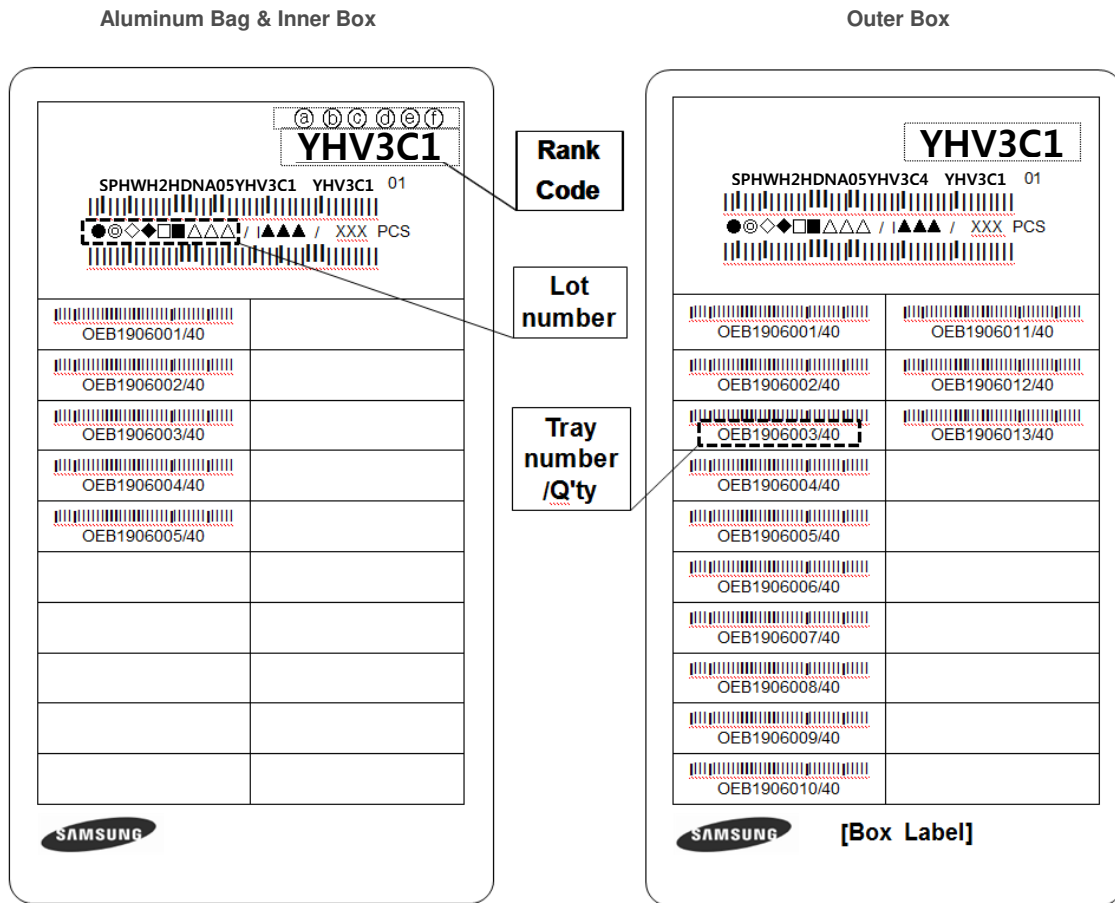 Aluminum Bag & Inner Box
ⓐ ⓑ ⓒ ⓓ ⓔ ⓕ
YHV3C1
SPHWH2HDNA05YHV3C1 YHV3C1 01
●◎◇◆□■△△△ / I▲▲▲ / XXX PCS
OEB1906001/40
OEB1906002/40
OEB1906003/40
OEB1906004/40
OEB1906005/40
SAMSUNG
Rank
Code
Lot
number
Tray
number
/Q'ty
Outer Box
YHV3C1
SPHWH2HDNA05YHV3C4 YHV3C1 01
●◎◇◆□■△△△ / I▲▲▲ / XXX PCS
OEB1906001/40 OEB1906011/40
OEB1906002/40 OEB1906012/40
OEB1906003/40 OEB1906013/40
OEB1906004/40
OEB1906005/40
OEB1906006/40
OEB1906007/40
OEB1906008/40
OEB1906009/40
OEB1906010/40
SAMSUNG [Box Label]